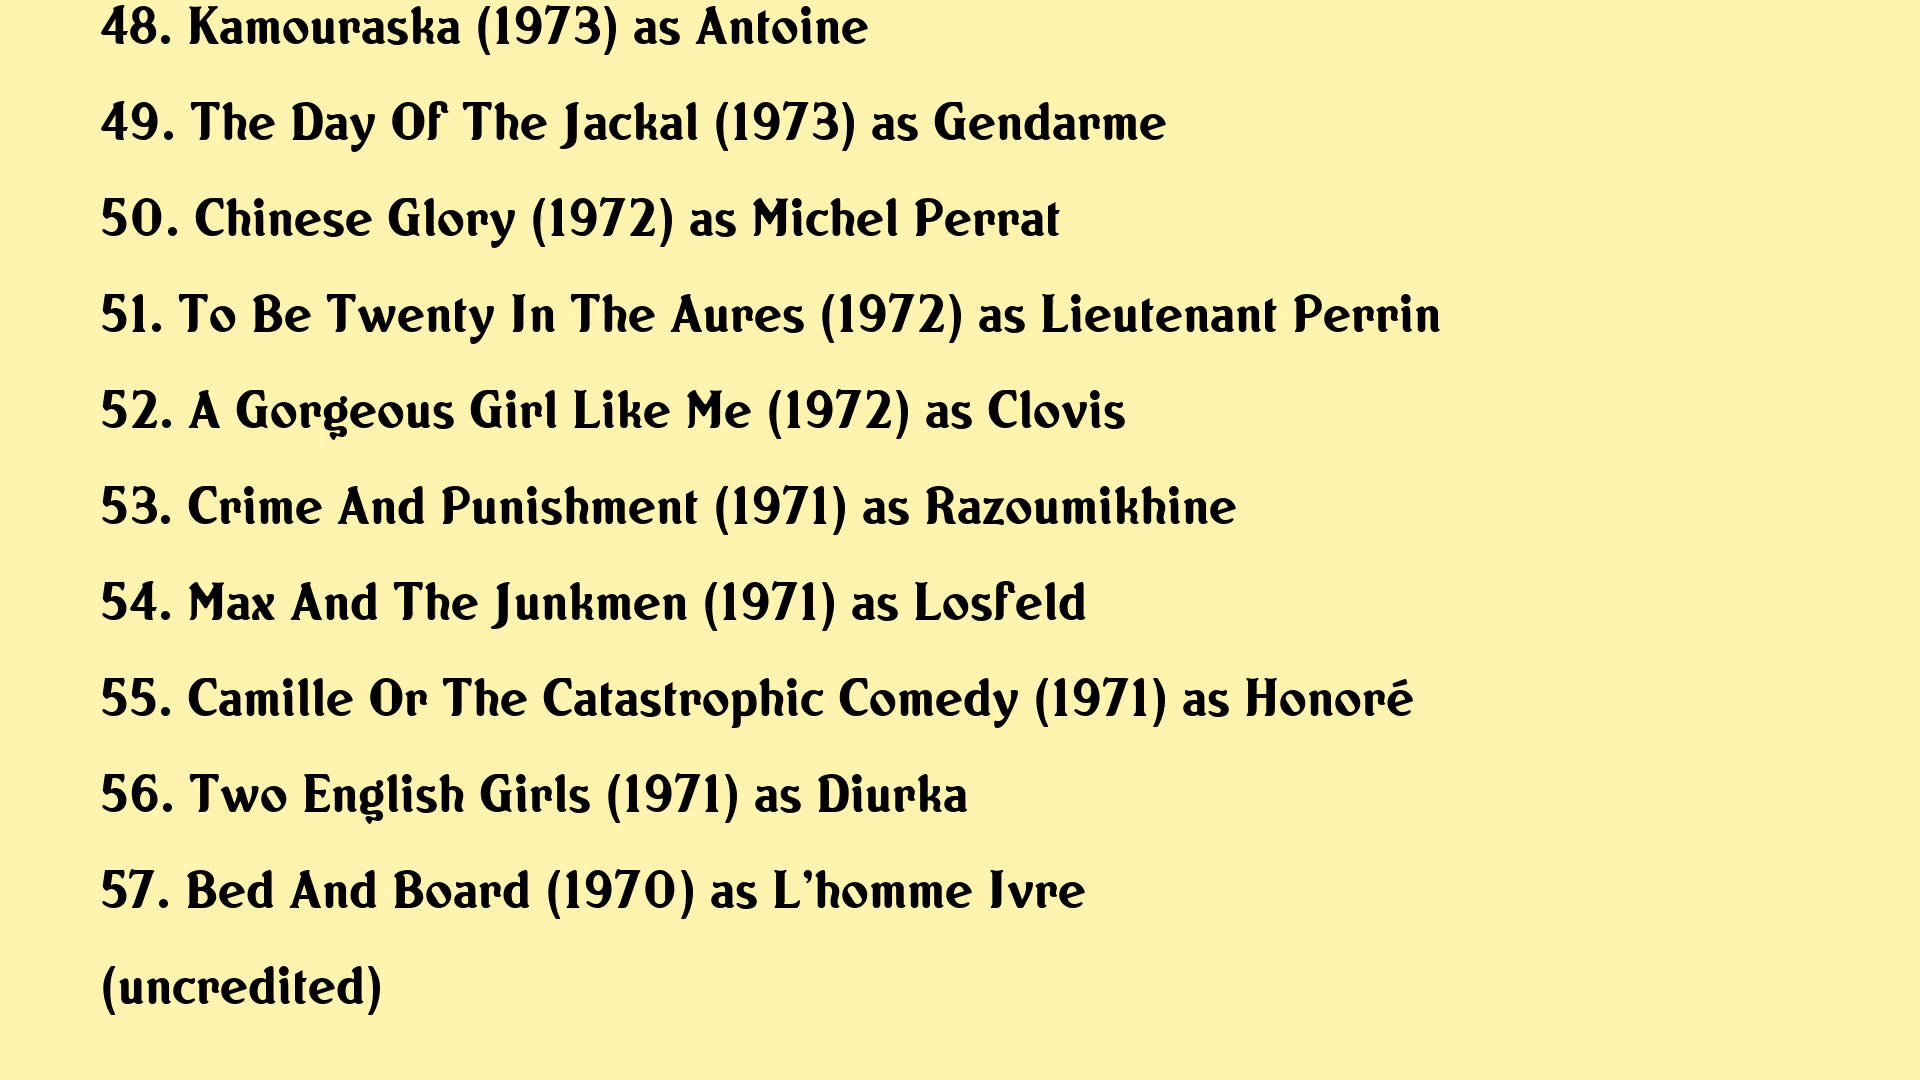 48. Kamouraska (1973) as Antoine
49. The Day Of The Jackal (1973) as Gendarme
50. Chinese Glory (1972) as Michel Perrat
51. To Be Twenty In The Aures (1972) as Lieutenant Perrin
52. A Gorgeous Girl Like Me (1972) as Clovis
53. Crime And Punishment (1971) as Razoumikhine
54. Max And The Junkmen (1971) as Losfeld
55. Camille Or The Catastrophic Comedy (1971) as Honoré
56. Two English Girls (1971) as Diurka
57. Bed And Board (1970) as L'homme Ivre
(uncredited)